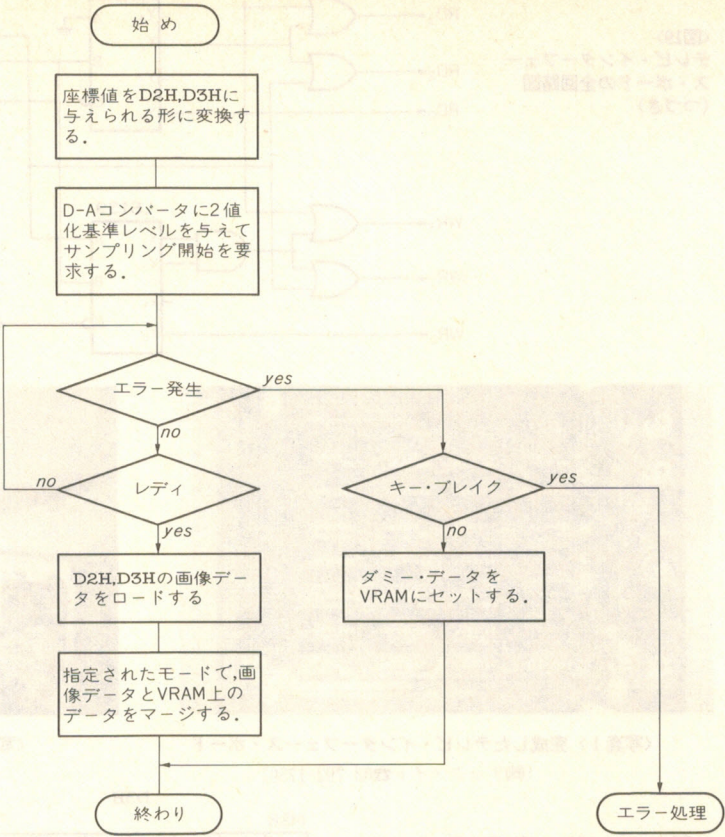 始め
座標値をD2H,D3Hに
与えられる形に変換す
る.
D-Aコンバータに2値
化基準レベルを与えて
サンプリング開始を要
求する.
エラー発生
yes
no
レディ
no
yes
キー・ブレイク
yes
no
D2H,D3Hの画像デー
タをロードする
ダミー・データを
VRAMにセットする.
指定されたモードで,画
像データとVRAM上の
データをマージする.
終わり
エラー処理